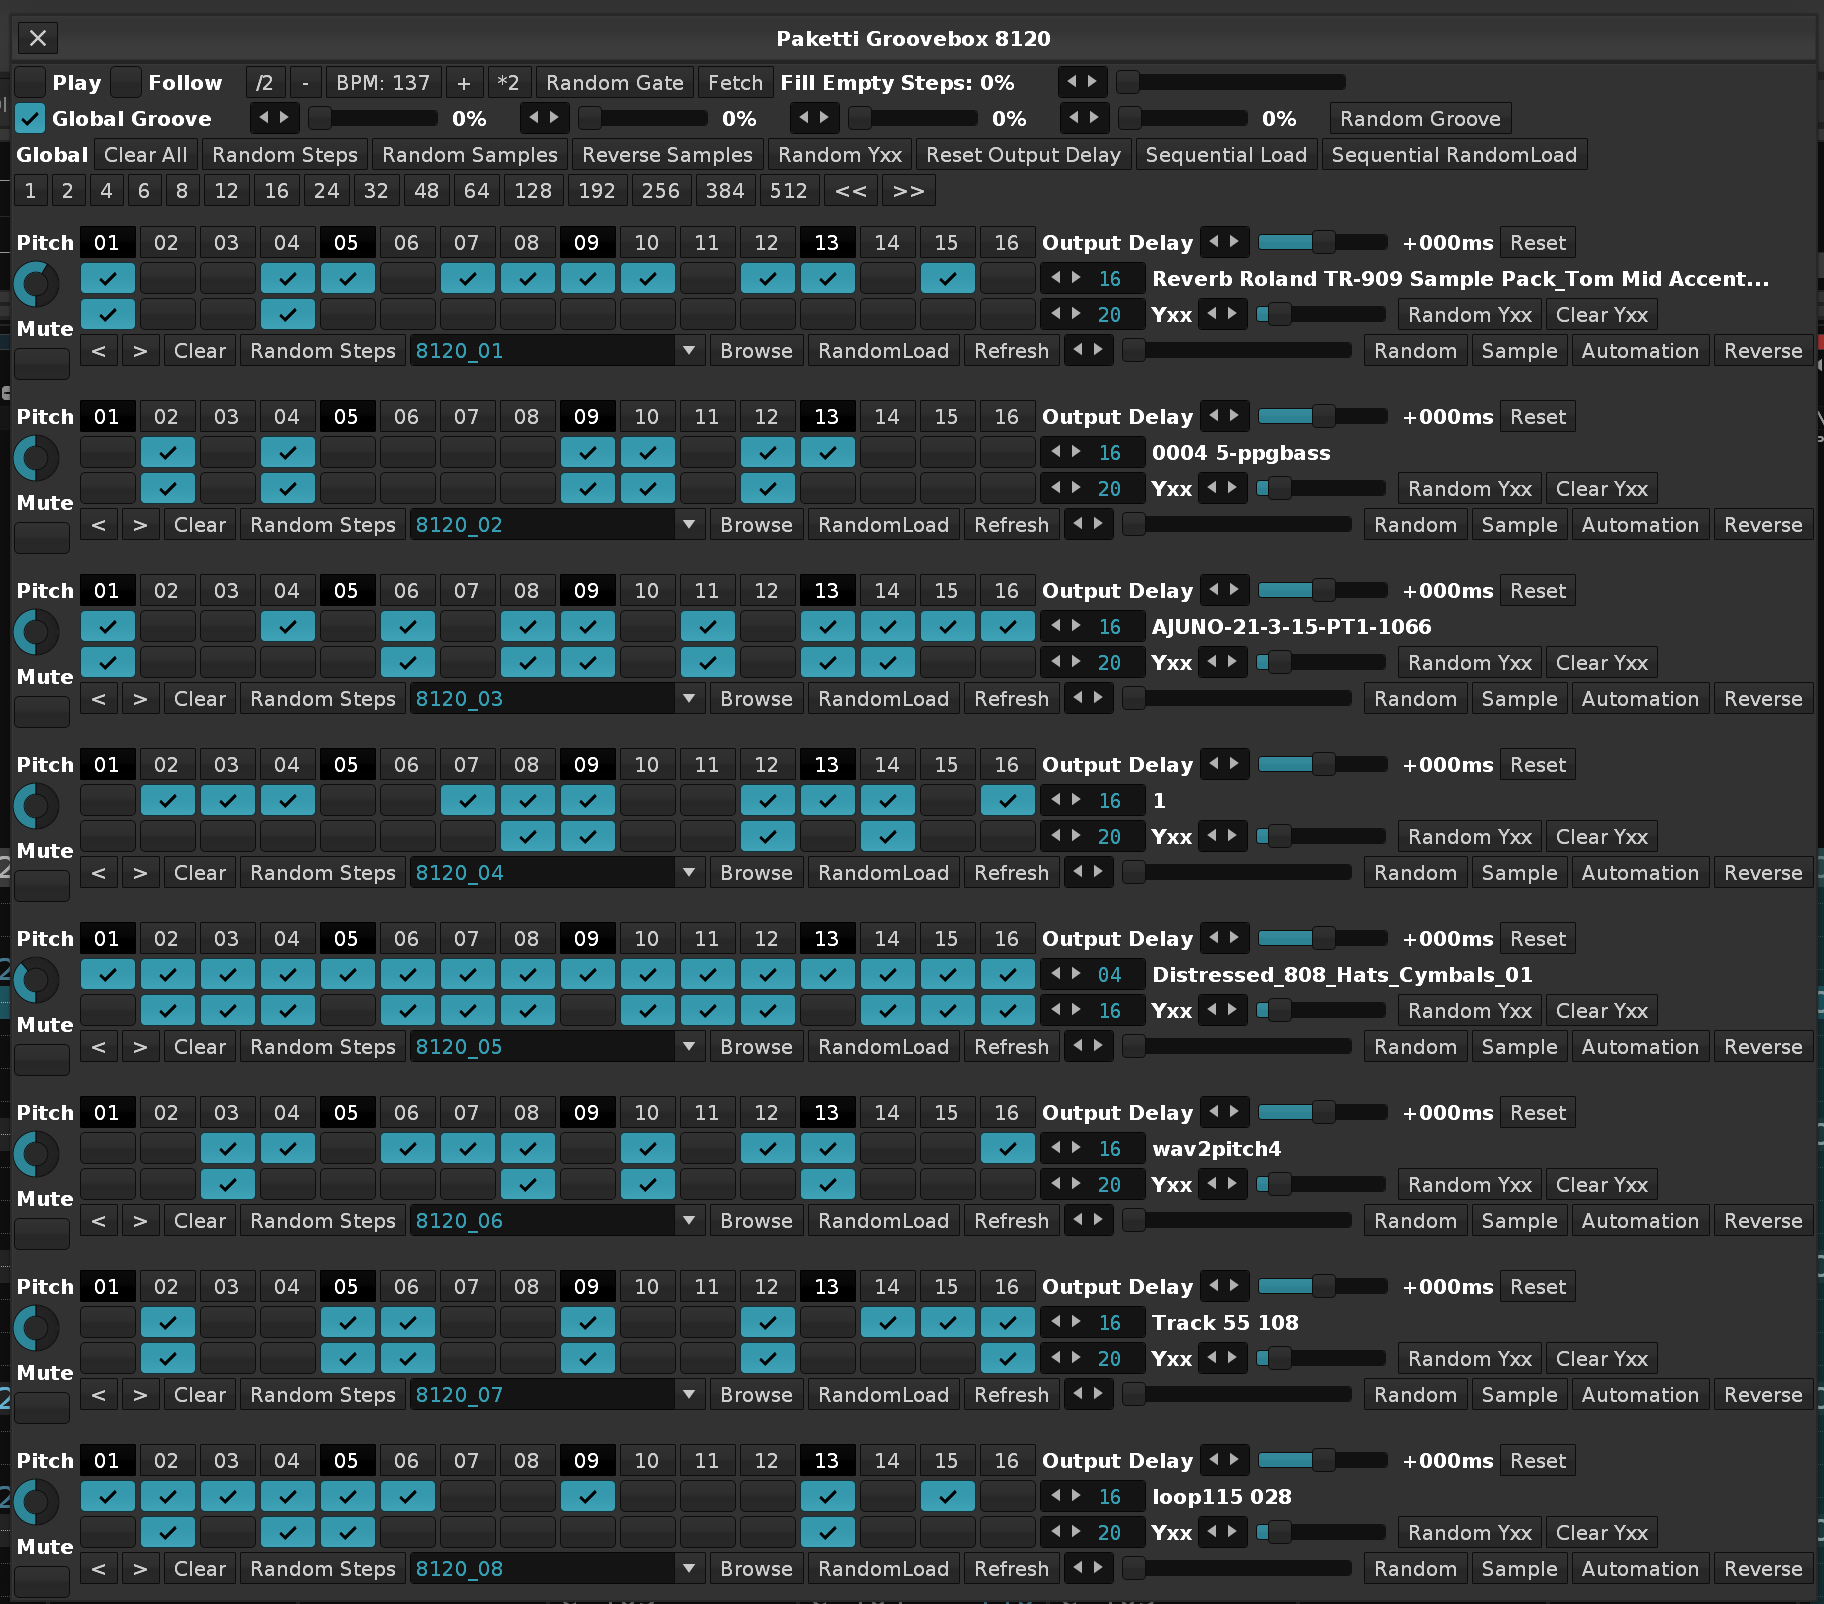 Paketti Groovebox 8120
Play Follow /2 - BPM: 137 + *2 Random Gate Fetch Fill Empty Steps: 0%
Global Groove 0% 0% 0% 0% Random Groove
Global Clear All Random Steps Random Samples Reverse Samples Random Yxx Reset Output Delay Sequential Load Sequential RandomLoad
1 2 4 6 8 12 16 24 32 48 64 128 192 256 384 512 << >>
Pitch 01 02 03 04 05 06 07 08 09 10 11 12 13 14 15 16 Output Delay +000ms Reset
16 Reverb Roland TR-909 Sample Pack_Tom Mid Accent...
Mute 20 Yxx Random Yxx Clear Yxx
< > Clear Random Steps 8120_01 Browse RandomLoad Refresh Random Sample Automation Reverse
Pitch 01 02 03 04 05 06 07 08 09 10 11 12 13 14 15 16 Output Delay +000ms Reset
16 0004 5-ppgbass
Mute 20 Yxx Random Yxx Clear Yxx
< > Clear Random Steps 8120_02 Browse RandomLoad Refresh Random Sample Automation Reverse
Pitch 01 02 03 04 05 06 07 08 09 10 11 12 13 14 15 16 Output Delay +000ms Reset
16 AJUNO-21-3-15-PT1-1066
Mute 20 Yxx Random Yxx Clear Yxx
< > Clear Random Steps 8120_03 Browse RandomLoad Refresh Random Sample Automation Reverse
Pitch 01 02 03 04 05 06 07 08 09 10 11 12 13 14 15 16 Output Delay +000ms Reset
16 1
Mute 20 Yxx Random Yxx Clear Yxx
< > Clear Random Steps 8120_04 Browse RandomLoad Refresh Random Sample Automation Reverse
Pitch 01 02 03 04 05 06 07 08 09 10 11 12 13 14 15 16 Output Delay +000ms Reset
04 Distressed_808_Hats_Cymbals_01
Mute 16 Yxx Random Yxx Clear Yxx
< > Clear Random Steps 8120_05 Browse RandomLoad Refresh Random Sample Automation Reverse
Pitch 01 02 03 04 05 06 07 08 09 10 11 12 13 14 15 16 Output Delay +000ms Reset
16 wav2pitch4
Mute 20 Yxx Random Yxx Clear Yxx
< > Clear Random Steps 8120_06 Browse RandomLoad Refresh Random Sample Automation Reverse
Pitch 01 02 03 04 05 06 07 08 09 10 11 12 13 14 15 16 Output Delay +000ms Reset
16 Track 55 108
Mute 20 Yxx Random Yxx Clear Yxx
< > Clear Random Steps 8120_07 Browse RandomLoad Refresh Random Sample Automation Reverse
Pitch 01 02 03 04 05 06 07 08 09 10 11 12 13 14 15 16 Output Delay +000ms Reset
16 loop115 028
Mute 20 Yxx Random Yxx Clear Yxx
< > Clear Random Steps 8120_08 Browse RandomLoad Refresh Random Sample Automation Reverse